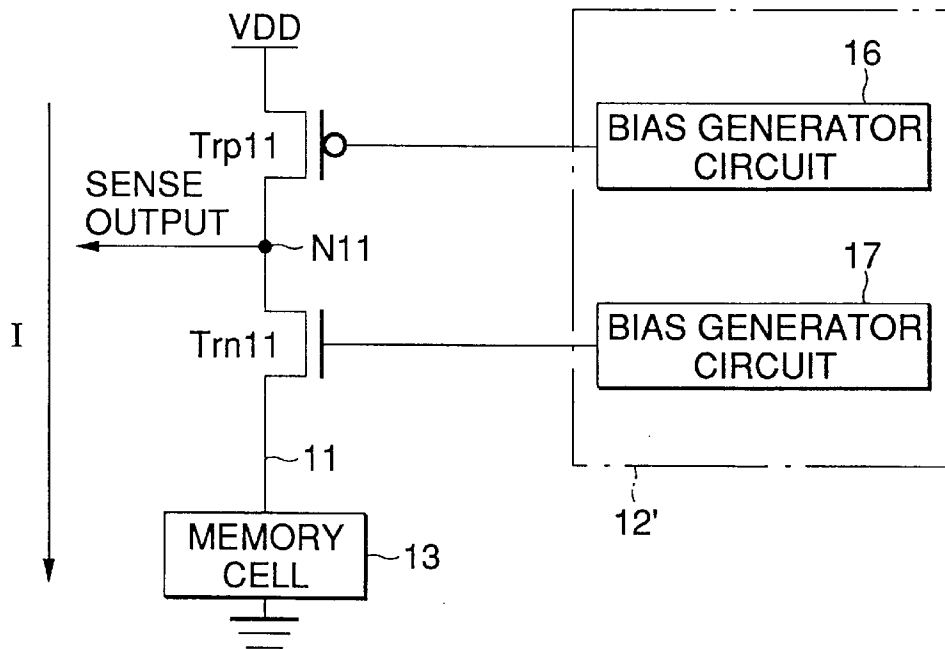 VDD
16
BIAS GENERATOR
CIRCUIT
Trp11
SENSE
OUTPUT
N11
17
BIAS GENERATOR
CIRCUIT
I
Trn11
11
12'
MEMORY
CELL
13